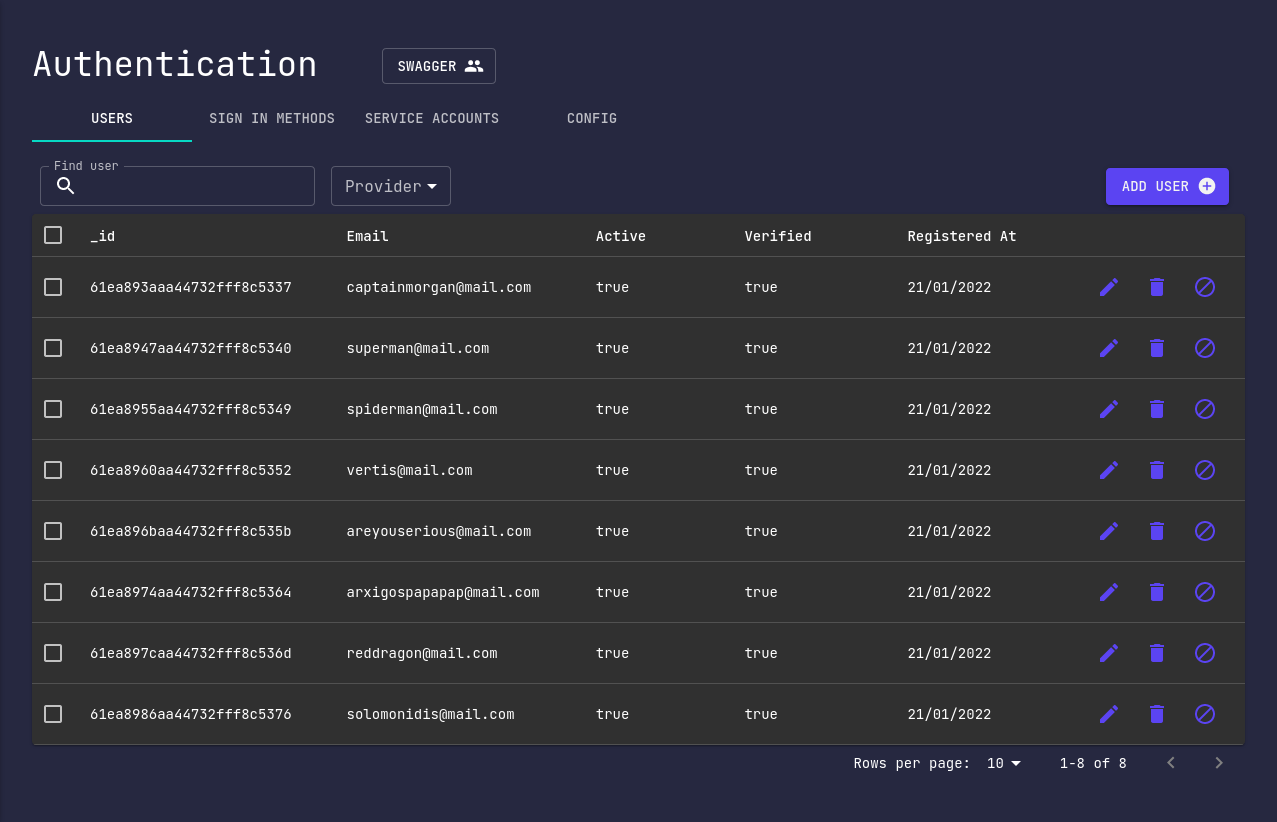 Authentication
SWAGGER
USERS SIGN IN METHODS SERVICE ACCOUNTS CONFIG
Find user
Provider
ADD USER
_id Email Active Verified Registered At
61ea893aaa44732fff8c5337 captainmorgan@mail.com true true 21/01/2022
61ea8947aa44732fff8c5340 superman@mail.com true true 21/01/2022
61ea8955aa44732fff8c5349 spiderman@mail.com true true 21/01/2022
61ea8960aa44732fff8c5352 vertis@mail.com true true 21/01/2022
61ea896baa44732fff8c535b areyouserious@mail.com true true 21/01/2022
61ea8974aa44732fff8c5364 arxigospapapap@mail.com true true 21/01/2022
61ea897caa44732fff8c536d reddragon@mail.com true true 21/01/2022
61ea8986aa44732fff8c5376 solomonidis@mail.com true true 21/01/2022
Rows per page: 10 1-8 of 8